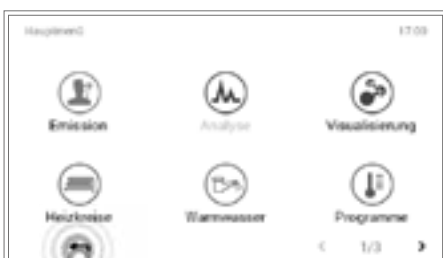 Hauptmenü 17:09
Emission Analyse Visualisierung
Heizkreise Warmwasser Programme
< 1/3 >